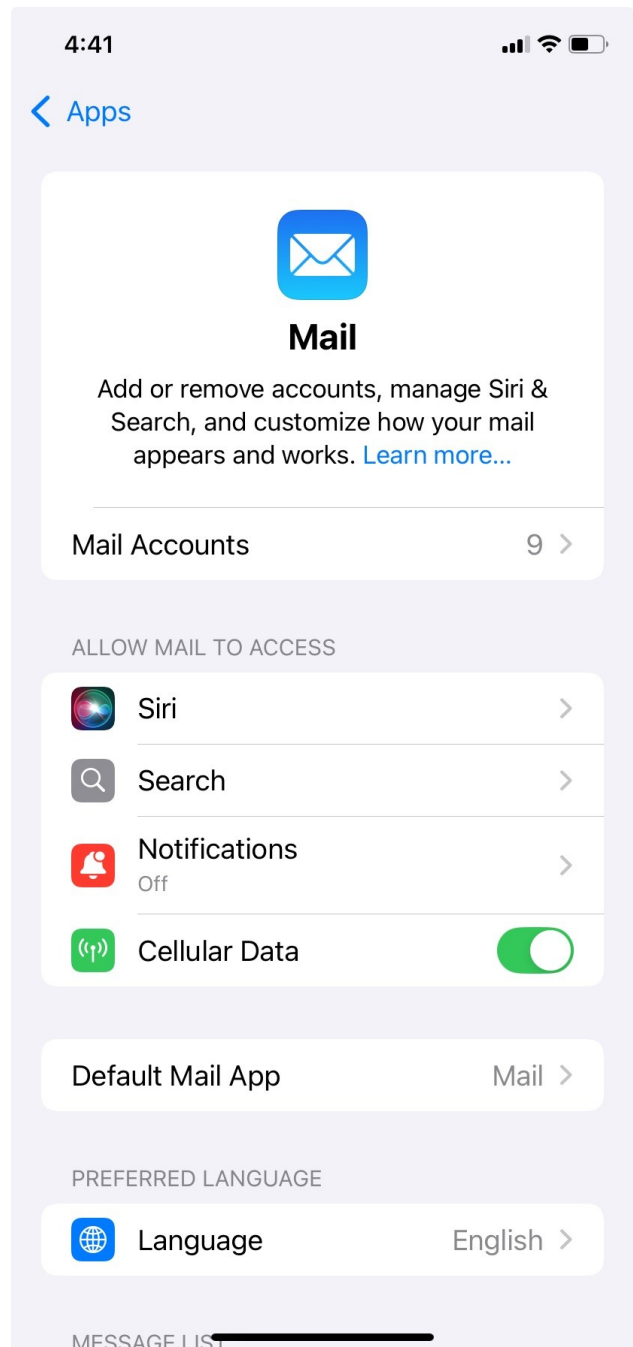 4:41
Apps
Mail
Add or remove accounts, manage Siri &
Search, and customize how your mail
appears and works. Learn more...
Mail Accounts 9
ALLOW MAIL TO ACCESS
Siri
Search
Notifications
Off
Cellular Data
Default Mail App Mail
PREFERRED LANGUAGE
Language English
MESSAGE LIST